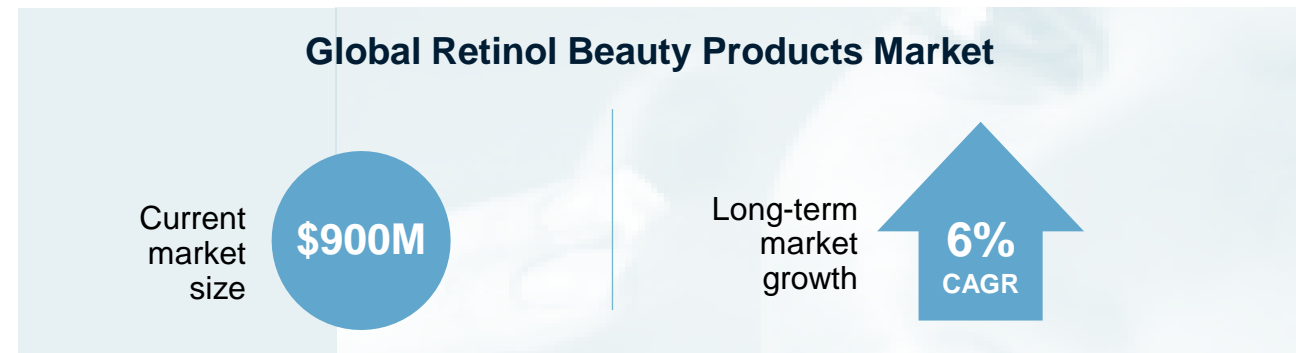 Global Retinol Beauty Products Market
Current
market
size
$900M
Long-term
market
growth
6%
CAGR